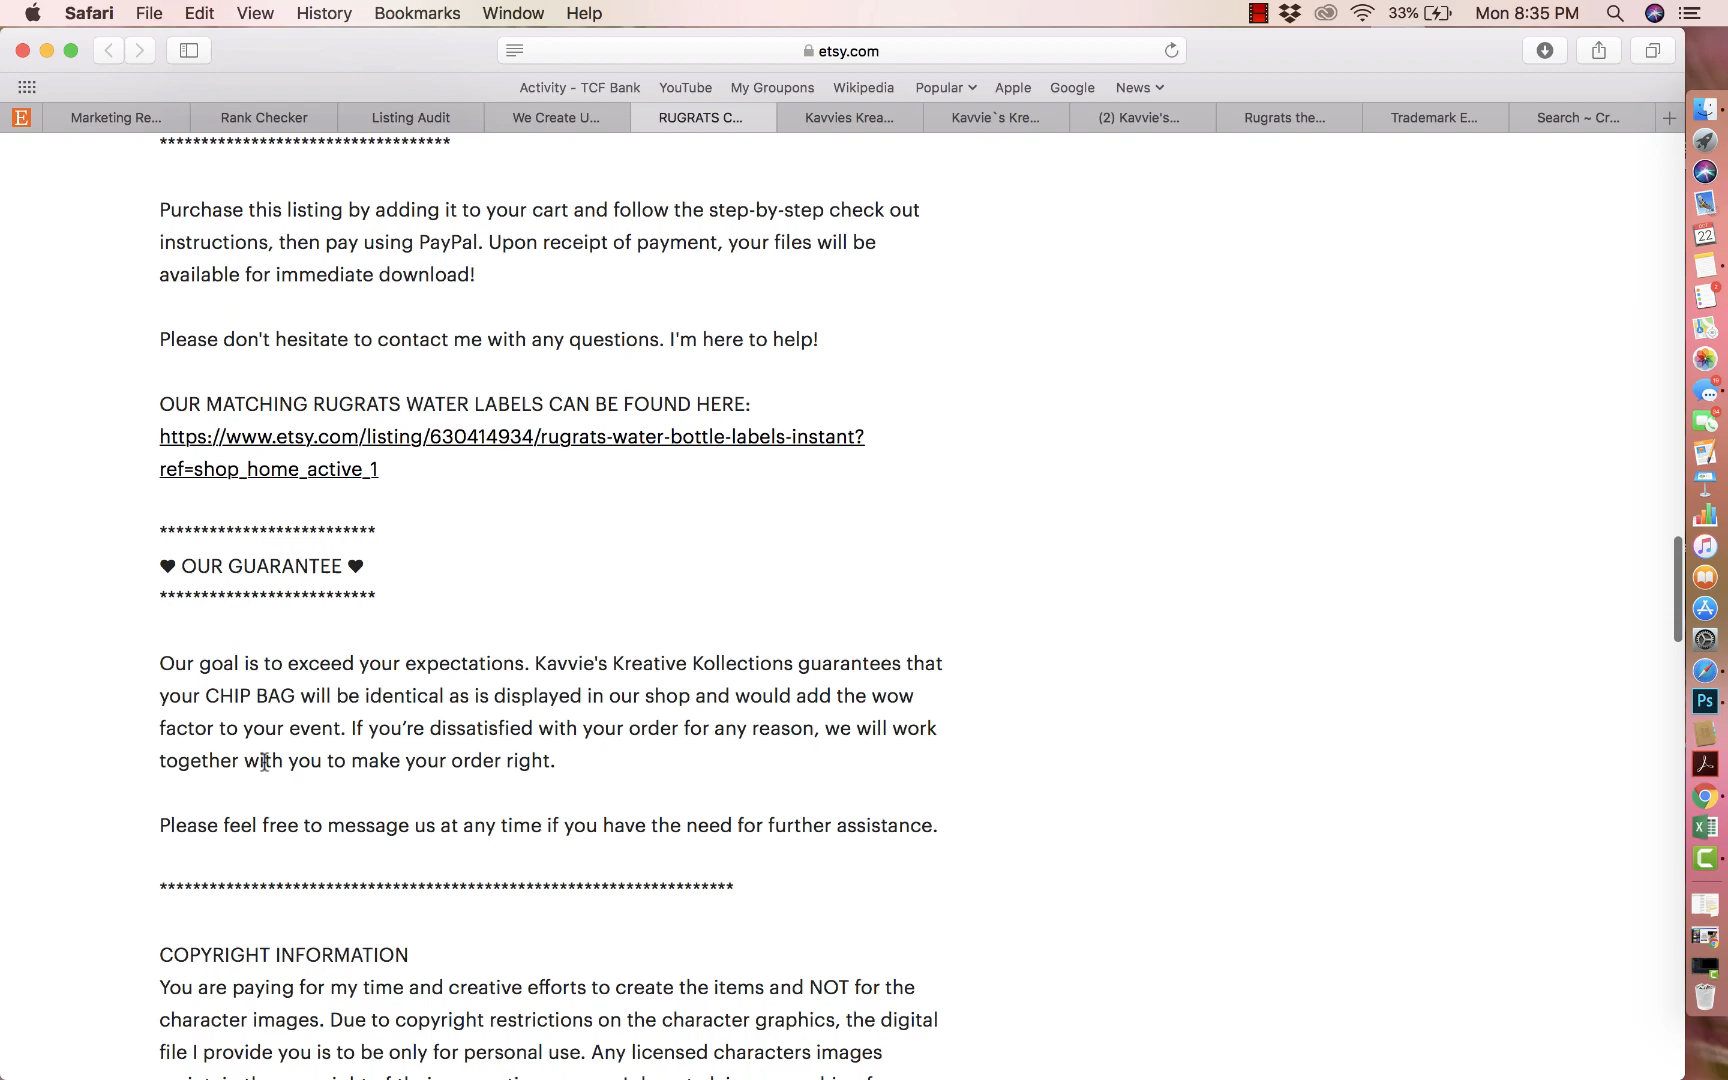 Safari File Edit View History Bookmarks Window Help 33% Mon 8:35 PM
etsy.com
Activity - TCF Bank YouTube My Groupons Wikipedia Popular Apple Google News
E Marketing Re... Rank Checker Listing Audit We Create U... RUGRATS C... Kavvies Krea... Kavvie`s Kre... (2) Kavvie's... Rugrats the... Trademark E... Search ~ Cr...
***********************************
Purchase this listing by adding it to your cart and follow the step-by-step check out
instructions, then pay using PayPal. Upon receipt of payment, your files will be
available for immediate download!
Please don't hesitate to contact me with any questions. I'm here to help!
OUR MATCHING RUGRATS WATER LABELS CAN BE FOUND HERE:
https://www.etsy.com/listing/630414934/rugrats-water-bottle-labels-instant?
ref=shop_home_active_1
**************************
♥ OUR GUARANTEE ♥
**************************
Our goal is to exceed your expectations. Kavvie's Kreative Kollections guarantees that
your CHIP BAG will be identical as is displayed in our shop and would add the wow
factor to your event. If you’re dissatisfied with your order for any reason, we will work
together with you to make your order right.
Please feel free to message us at any time if you have the need for further assistance.
*********************************************************************
COPYRIGHT INFORMATION
You are paying for my time and creative efforts to create the items and NOT for the
character images. Due to copyright restrictions on the character graphics, the digital
file I provide you is to be only for personal use. Any licensed characters images
22
Ps